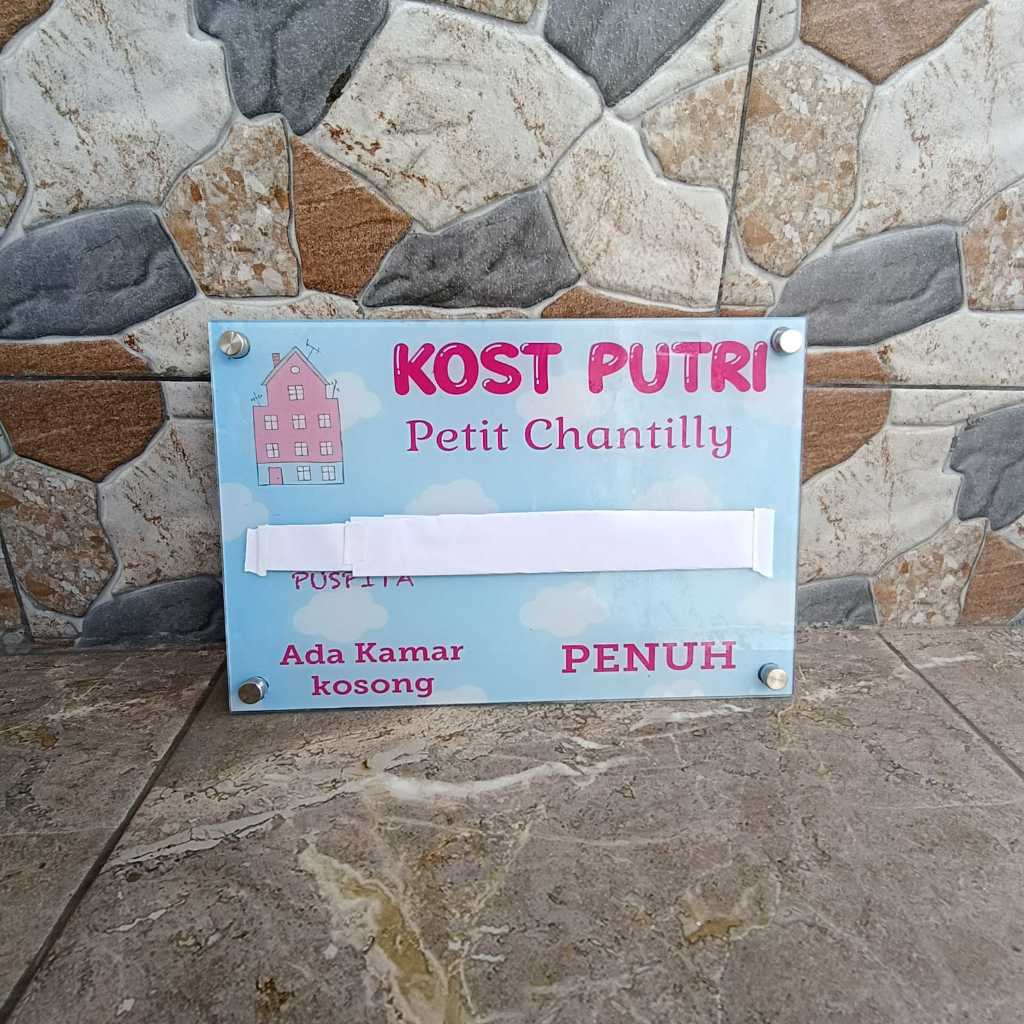 KOST PUTRI
Petit Chantilly
PUSPITA
Ada Kamar
kosong
PENUH